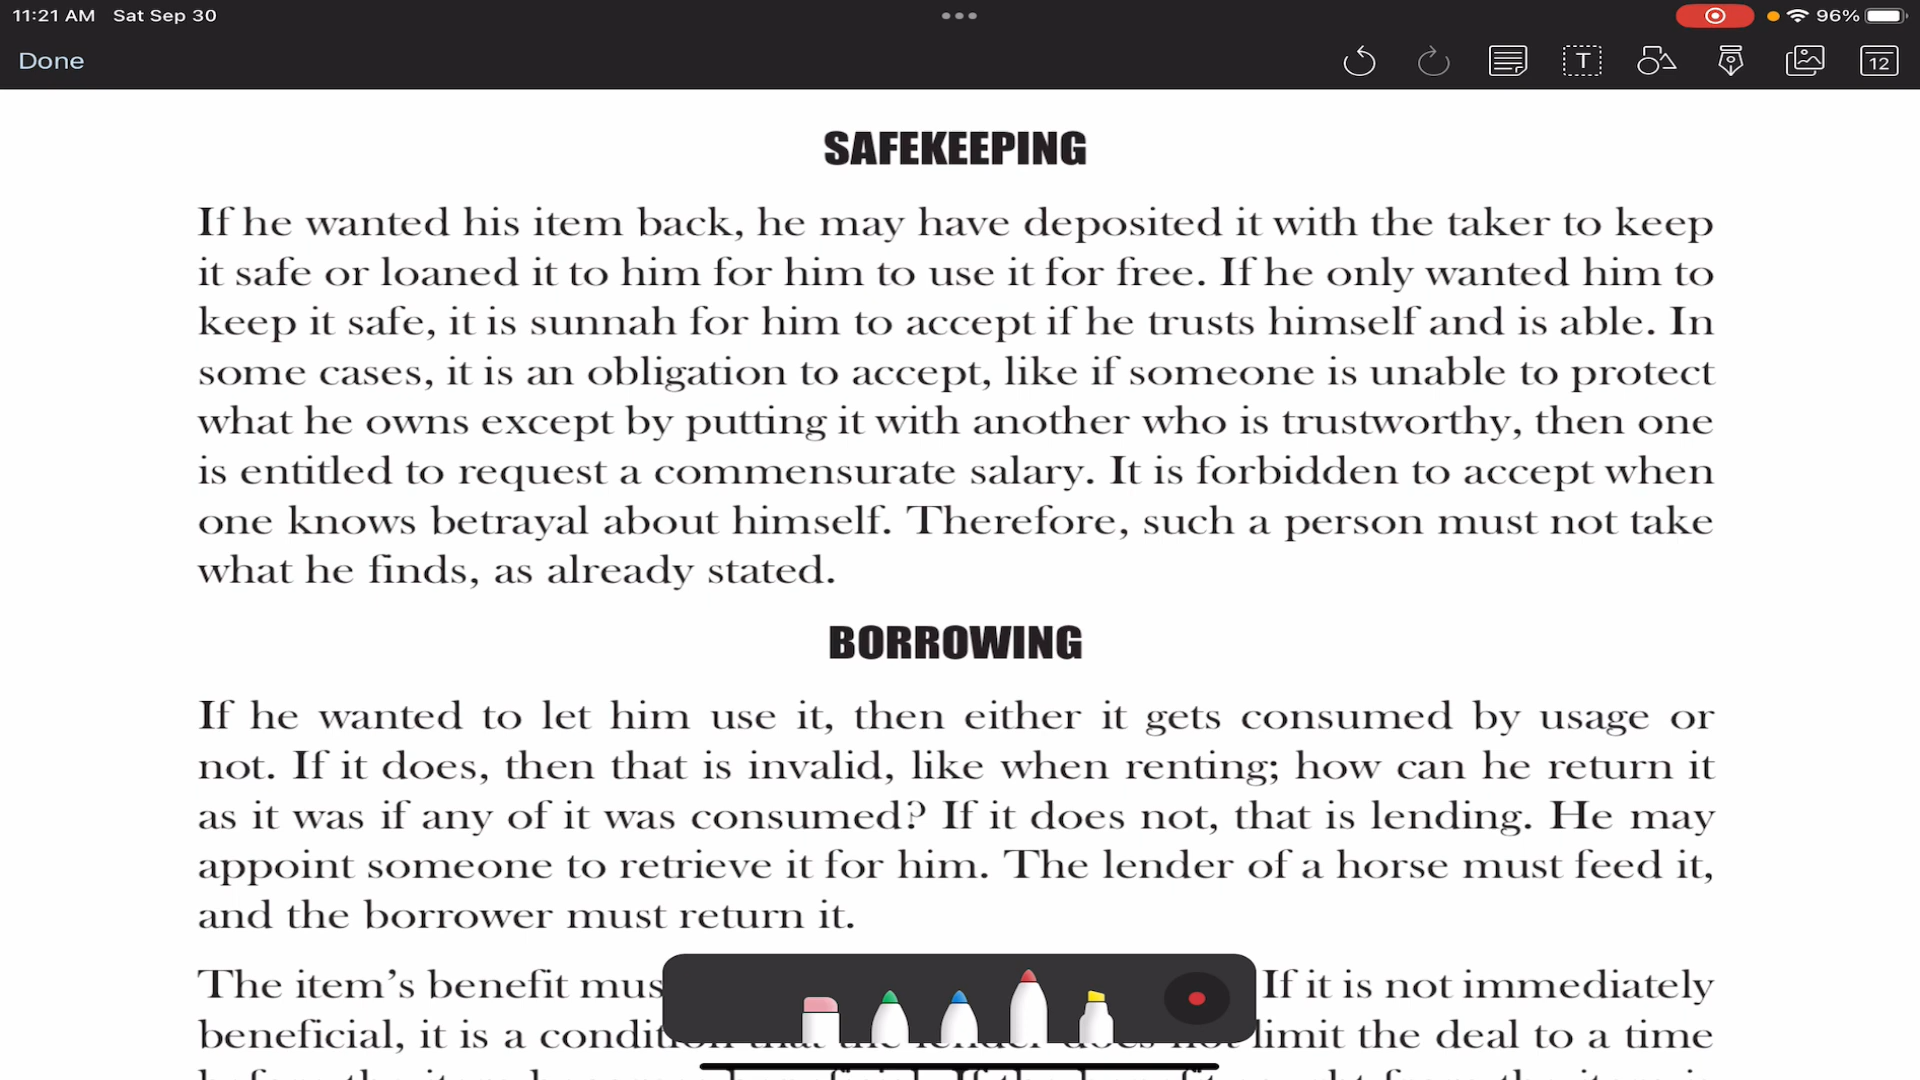 11:21 AM Sat Sep 30
96%
Done
T
12
SAFEKEEPING
If he wanted his item back, he may have deposited it with the taker to keep
it safe or loaned it to him for him to use it for free. If he only wanted him to
keep it safe, it is sunnah for him to accept if he trusts himself and is able. In
some cases, it is an obligation to accept, like if someone is unable to protect
what he owns except by putting it with another who is trustworthy, then one
is entitled to request a commensurate salary. It is forbidden to accept when
one knows betrayal about himself. Therefore, such a person must not take
what he finds, as already stated.
BORROWING
If he wanted to let him use it, then either it gets consumed by usage or
not. If it does, then that is invalid, like when renting; how can he return it
as it was if any of it was consumed? If it does not, that is lending. He may
appoint someone to retrieve it for him. The lender of a horse must feed it,
and the borrower must return it.
The item's benefit mus If it is not immediately
beneficial, it is a condition that the lender does not limit the deal to a time